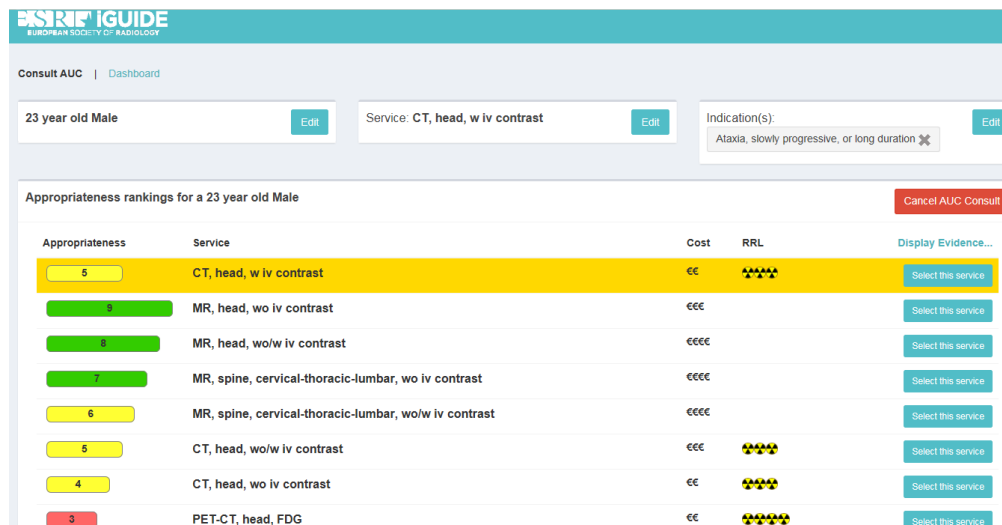 ESR iGUIDE
EUROPEAN SOCIETY OF RADIOLOGY
Consult AUC | Dashboard
23 year old Male Edit
Service: CT, head, w iv contrast Edit
Indication(s): Edit
Ataxia, slowly progressive, or long duration
Appropriateness rankings for a 23 year old Male Cancel AUC Consult
Appropriateness Service Cost RRL Display Evidence...
5 CT, head, w iv contrast €€ Select this service
9 MR, head, wo iv contrast €€€ Select this service
8 MR, head, wo/w iv contrast €€€€ Select this service
7 MR, spine, cervical-thoracic-lumbar, wo iv contrast €€€€ Select this service
6 MR, spine, cervical-thoracic-lumbar, wo/w iv contrast €€€€ Select this service
5 CT, head, wo/w iv contrast €€€ Select this service
4 CT, head, wo iv contrast €€ Select this service
3 PET-CT, head, FDG €€ Select this service